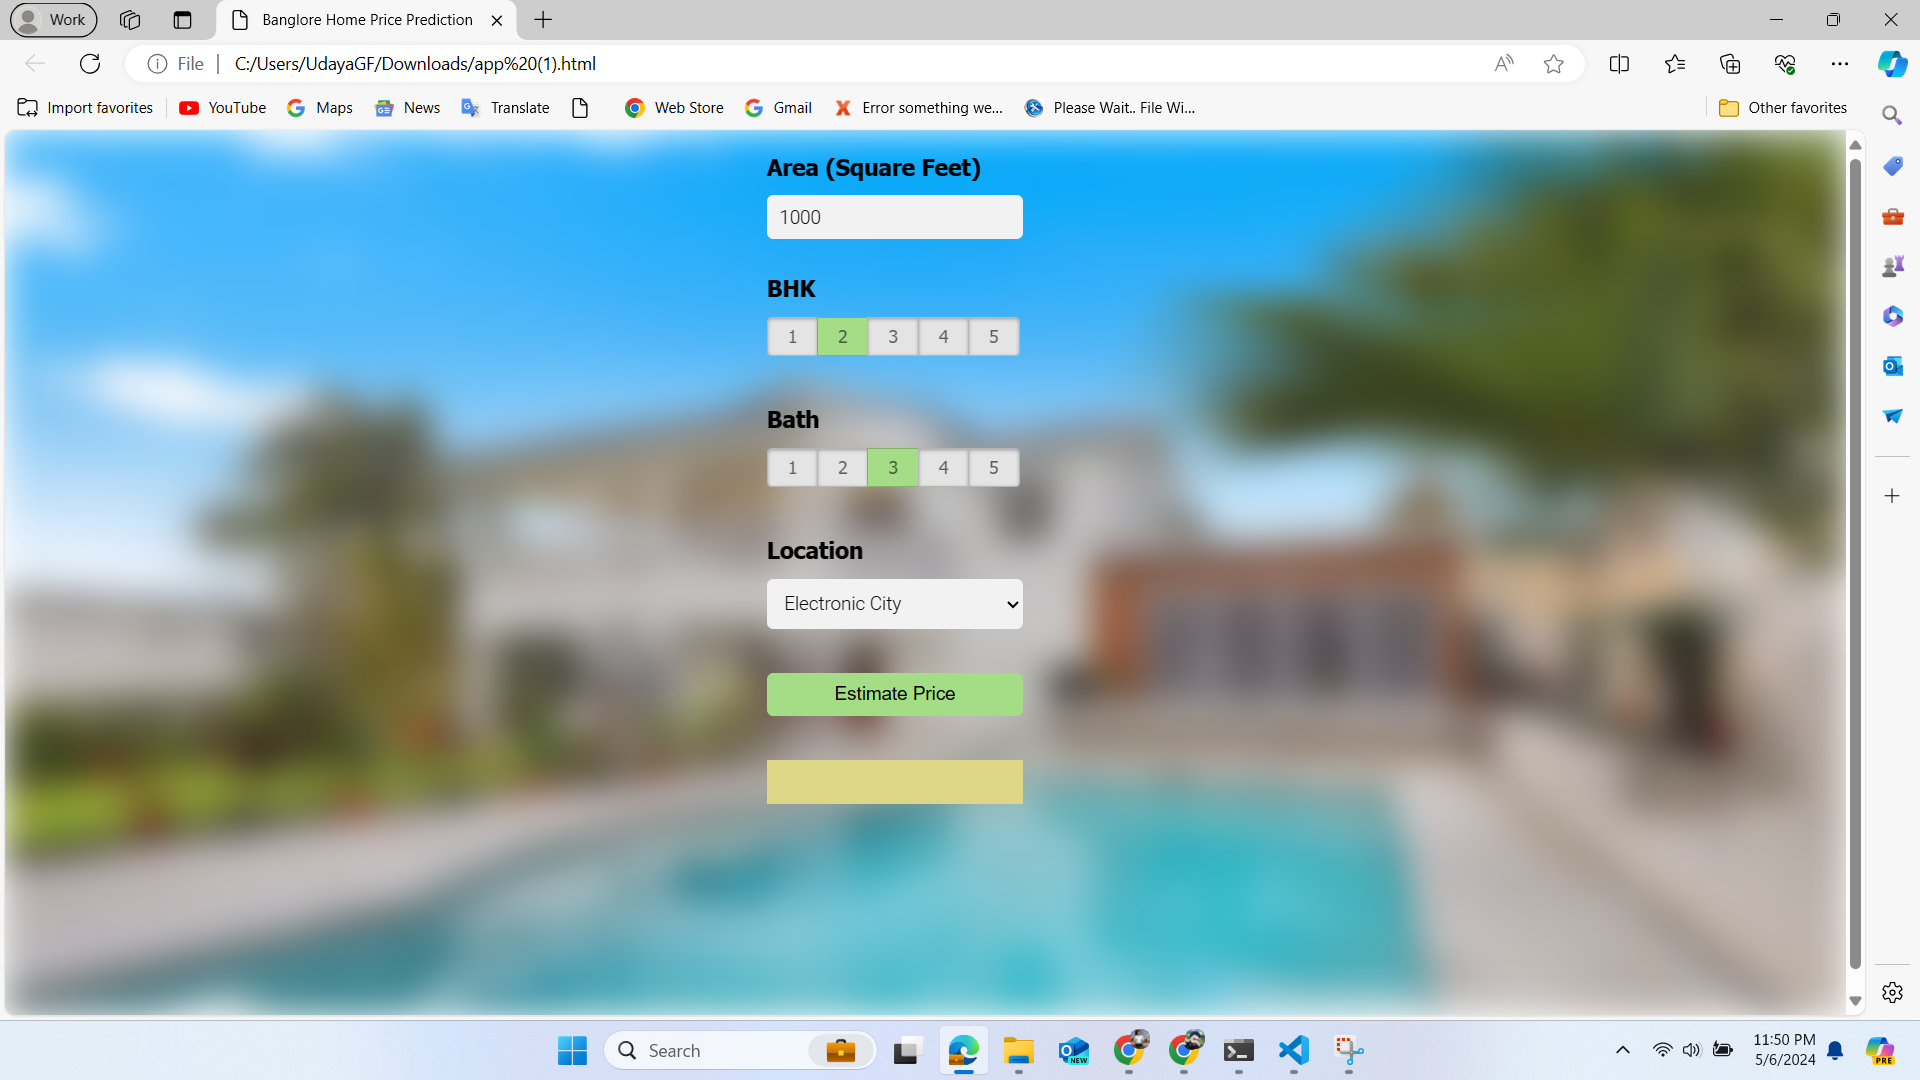 Work
Banglore Home Price Prediction
File
C:/Users/UdayaGF/Downloads/app%20(1).html
Import favorites
YouTube
Maps
News
Translate
Web Store
Gmail
Error something we...
Please Wait.. File Wi...
Other favorites
Area (Square Feet)
1000
BHK
1 2 3 4 5
Bath
1 2 3 4 5
Location
Electronic City
Estimate Price
Search
NEW
11:50 PM
5/6/2024
PRE